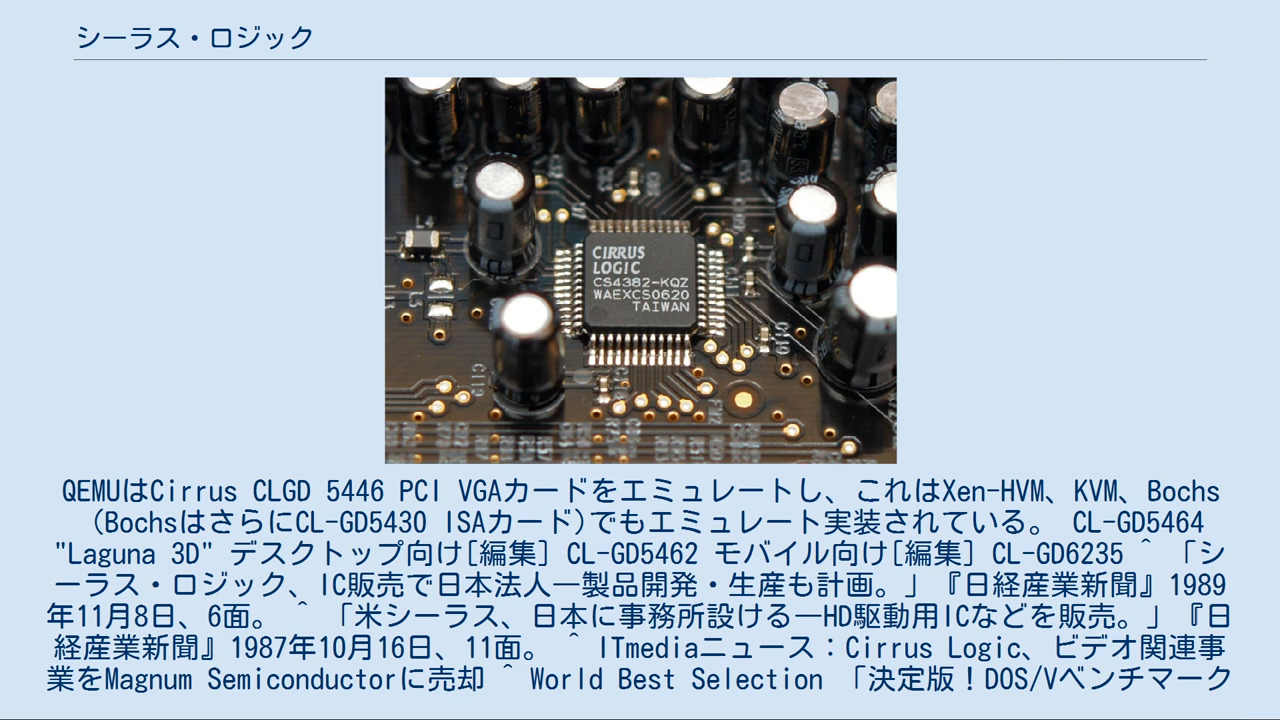 シーラス・ロジック
L4
CIRRUS
LOGIC
CS4382-KQZ
WAEXCS0620
TAIWAN
QEMUはCirrus CLGD 5446 PCI VGAカードをエミュレートし、これはXen-HVM、KVM、Bochs
（BochsはさらにCL-GD5430 ISAカード)でもエミュレート実装されている。 CL-GD5464
"Laguna 3D" デスクトップ向け[編集] CL-GD5462 モバイル向け[編集] CL-GD6235 ^ 「シ
ーラス・ロジック、IC販売で日本法人―製品開発・生産も計画。」『日経産業新聞』1989
年11月8日、6面。 ^ 「米シーラス、日本に事務所設ける―HD駆動用ICなどを販売。」『日
経産業新聞』1987年10月16日、11面。 ^ ITmediaニュース：Cirrus Logic、ビデオ関連事
業をMagnum Semiconductorに売却 ^ World Best Selection 「決定版！DOS/Vベンチマーク